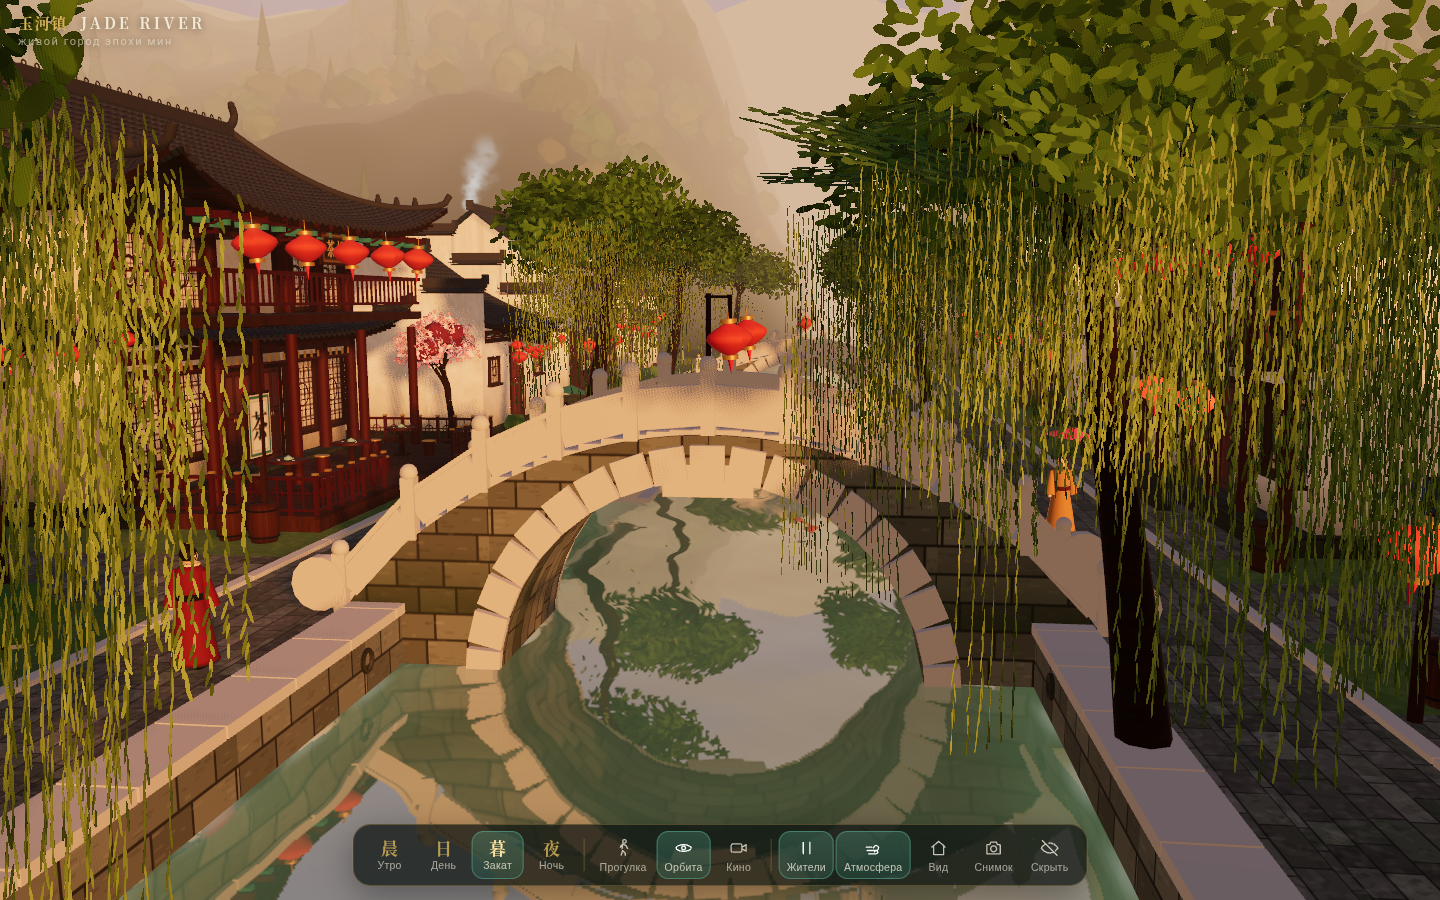 玉河镇 JADE RIVER
живой город эпохи мин
茶
晨 日 暮 夜
Утро День Закат Ночь Прогулка Орбита Кино Жители Атмосфера Вид Снимок Скрыть